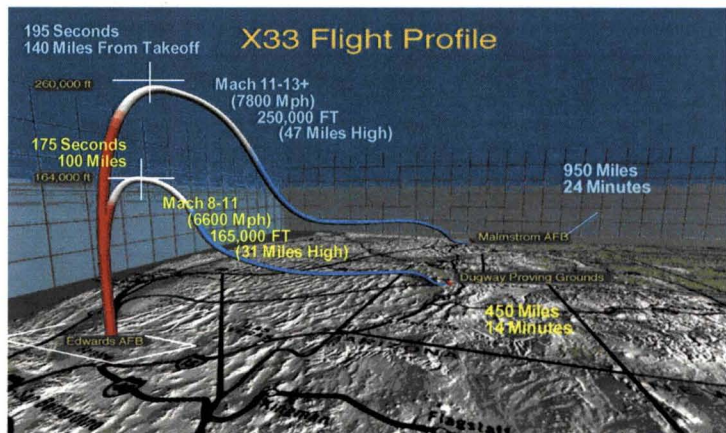 195 Seconds
140 Miles From Takeoff
X33 Flight Profile
260,000 ft
Mach 11-13+
(7800 Mph)
250,000 FT
(47 Miles High)
175 Seconds
100 Miles
164,000 ft
950 Miles
24 Minutes
Mach 8-11
(6600 Mph)
165,000 FT
(31 Miles High)
Malmstrom AFB
Dugway Proving Grounds
450 Miles
14 Minutes
Edwards AFB
Kingman
Flagstaff